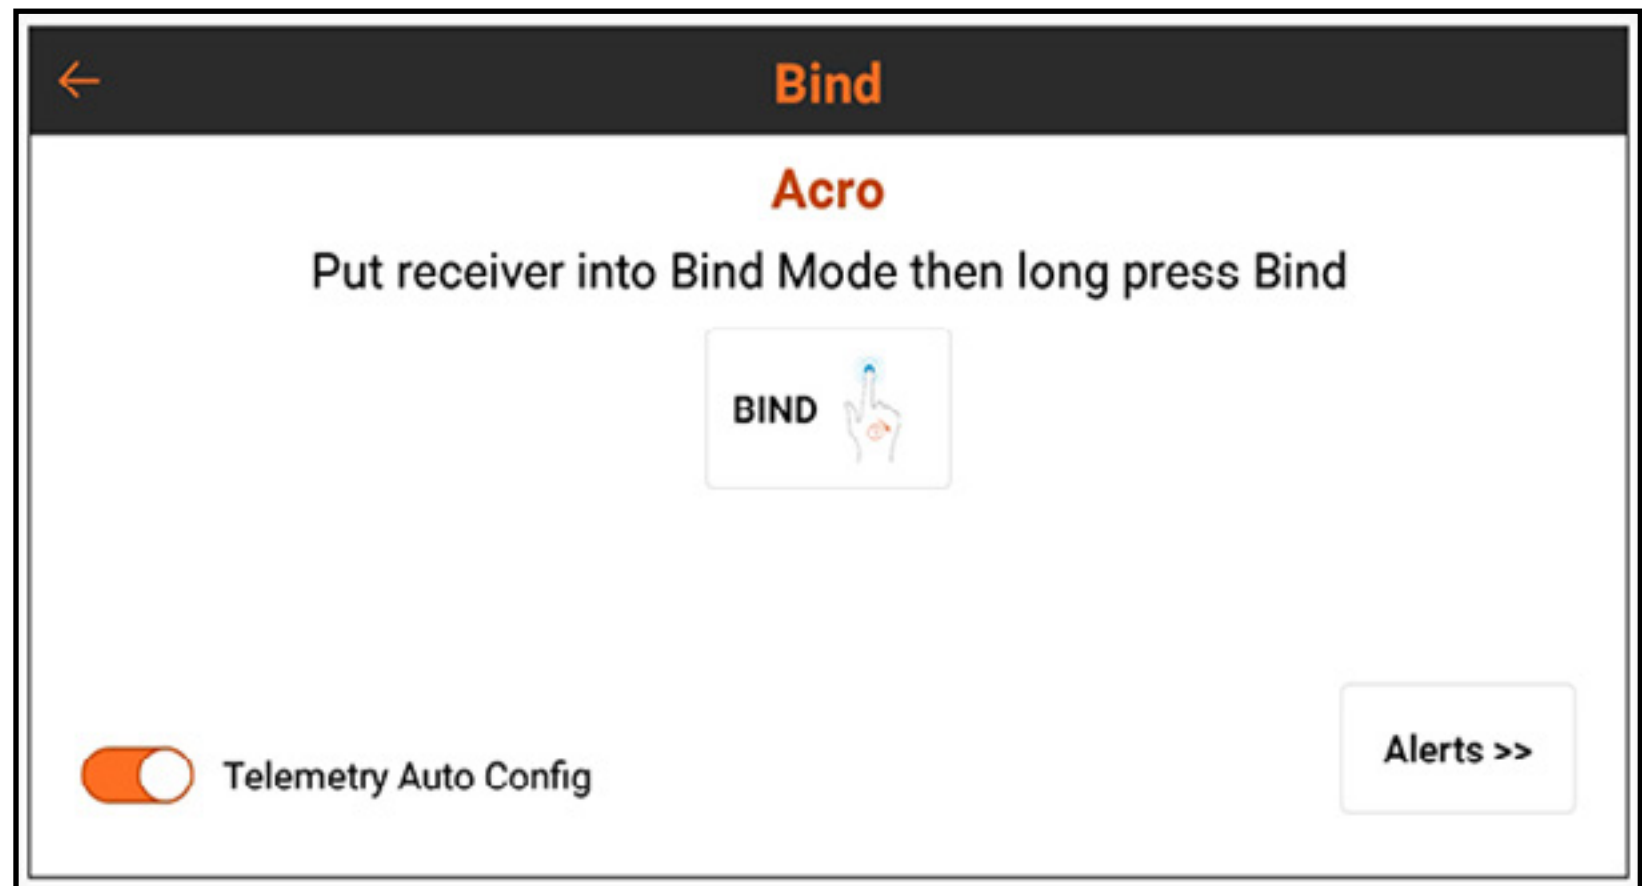 Bind
Acro
Put receiver into Bind Mode then long press Bind
BIND
Alerts >>
Telemetry Auto Config